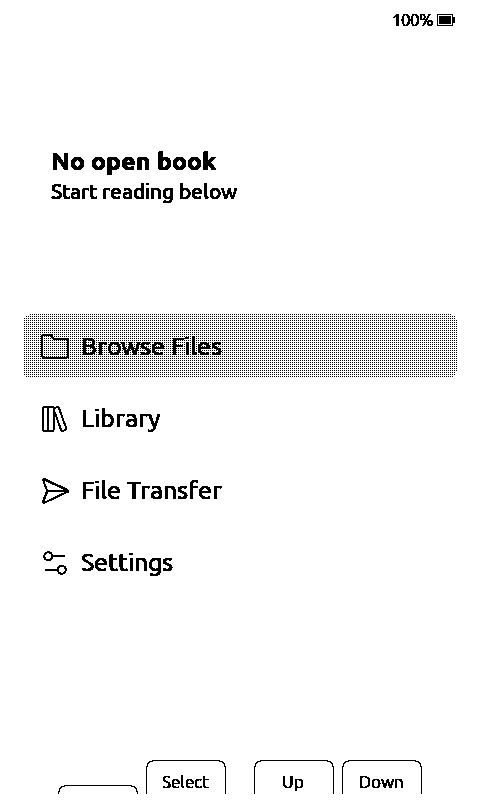 100%
No open book
Start reading below
Browse Files
Library
File Transfer
Settings
Select Up Down